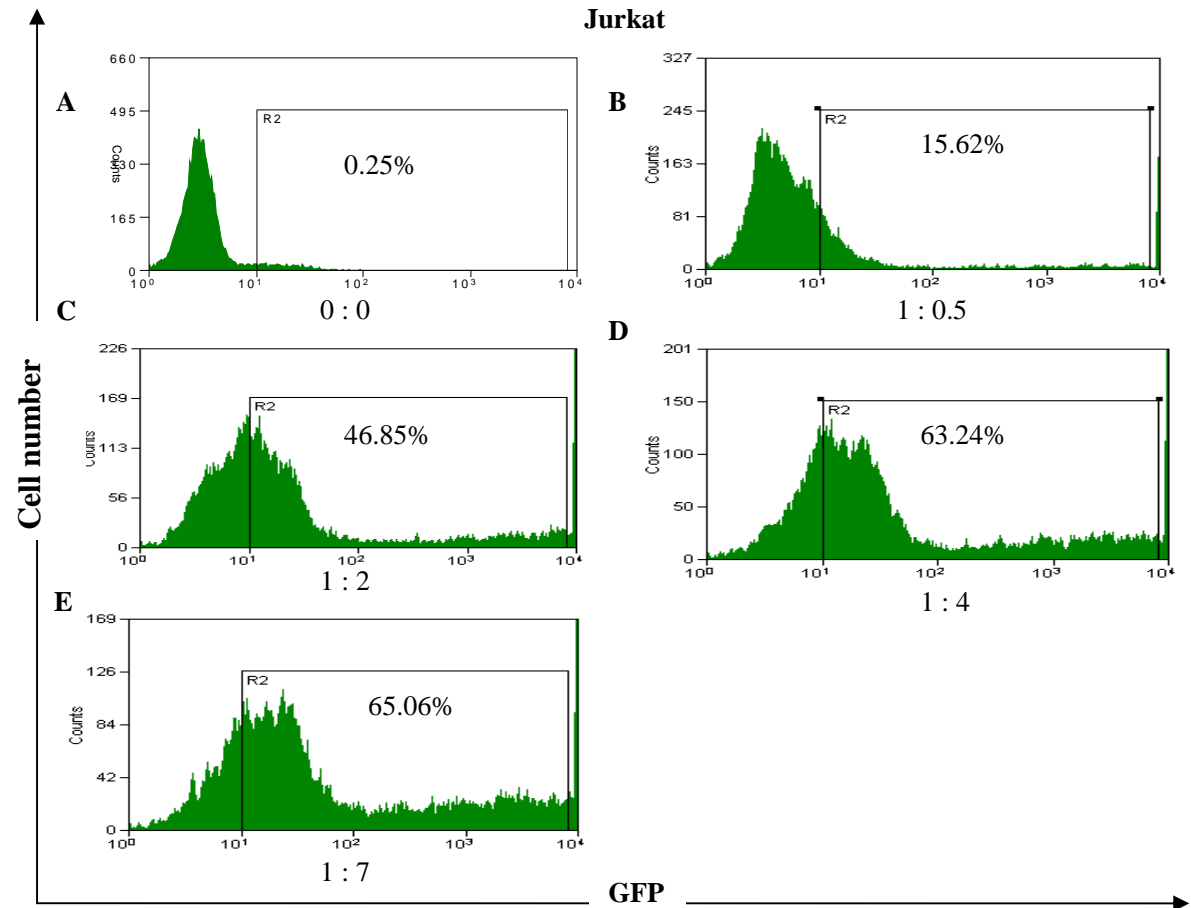 Jurkat
A
660
495
330
165
0
Counts
R2
0.25%
10⁰ 10¹ 10² 10³ 10⁴
0 : 0
B
327
245
163
81
0
Counts
R2
15.62%
10⁰ 10¹ 10² 10³ 10⁴
1 : 0.5
C
226
169
113
56
0
Counts
R2
46.85%
10⁰ 10¹ 10² 10³ 10⁴
1 : 2
D
201
150
100
50
0
Counts
R2
63.24%
10⁰ 10¹ 10² 10³ 10⁴
1 : 4
E
169
126
84
42
0
Counts
R2
65.06%
10⁰ 10¹ 10² 10³ 10⁴
1 : 7
Cell number
GFP